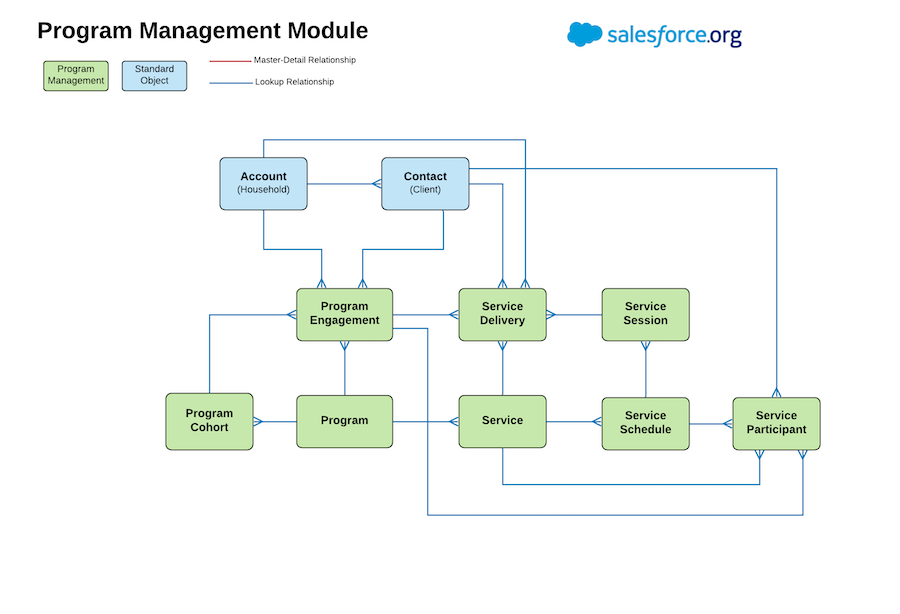 Program Management Module
salesforce.org
Program
Management
Standard
Object
Master-Detail Relationship
Lookup Relationship
Account
(Household)
Contact
(Client)
Program
Engagement
Service
Delivery
Service
Session
Program
Cohort
Program
Service
Service
Schedule
Service
Participant